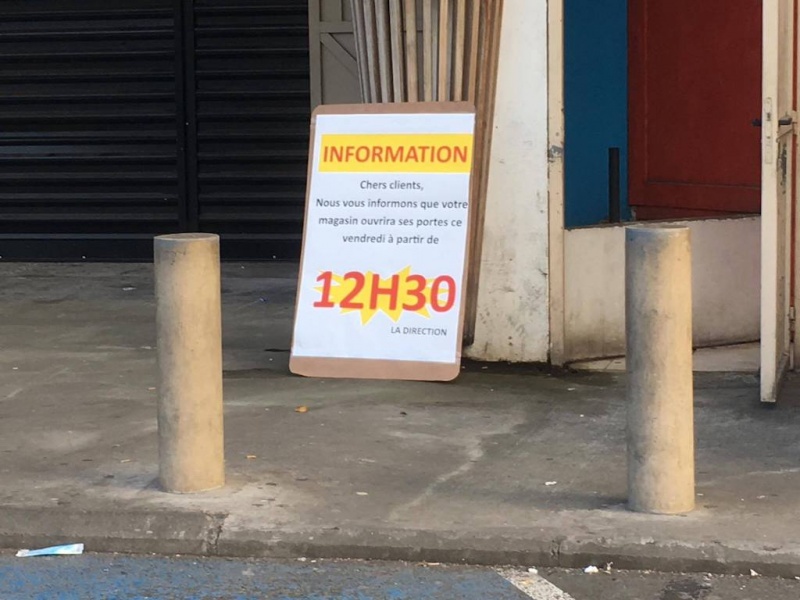 INFORMATION
Chers clients,
Nous vous informons que votre
magasin ouvrira ses portes ce
vendredi à partir de
12H30
LA DIRECTION